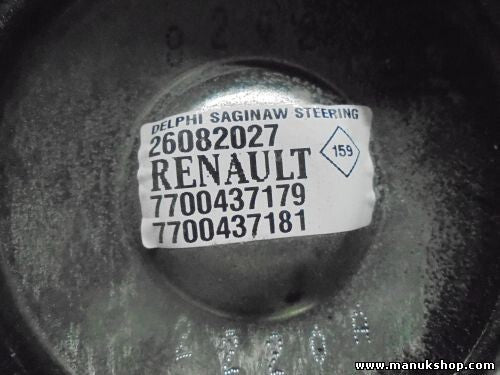 DELPHI SAGINAW STEERING
26082027
RENAULT 159
7700437179
7700437181
www.manukshop.com